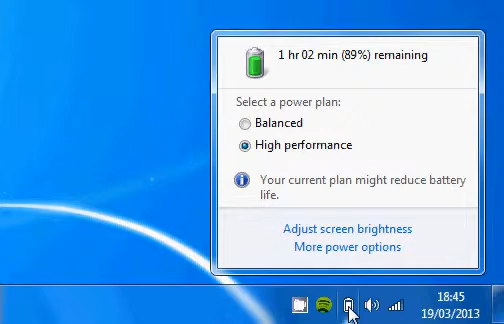 1 hr 02 min (89%) remaining
Select a power plan:
Balanced
High performance
Your current plan might reduce battery
life.
Adjust screen brightness
More power options
18:45
19/03/2013